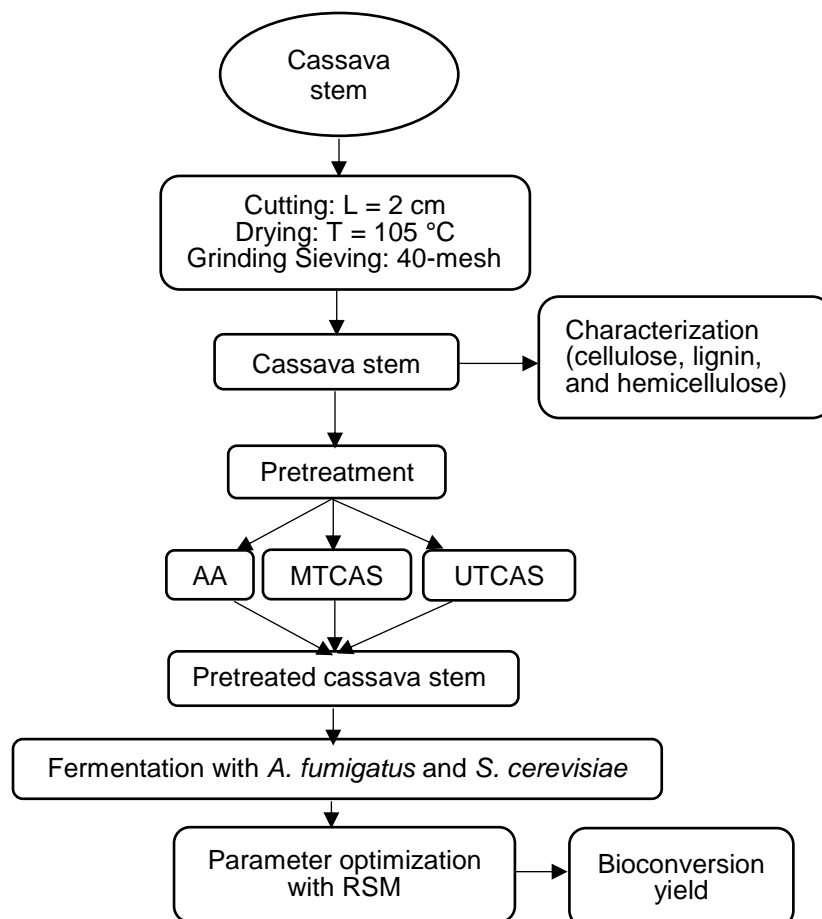 Cassava
stem
Cutting: L = 2 cm
Drying: T = 105 °C
Grinding Sieving: 40-mesh
Cassava stem
Characterization
(cellulose, lignin,
and hemicellulose)
Pretreatment
AA
MTCAS
UTCAS
Pretreated cassava stem
Fermentation with A. fumigatus and S. cerevisiae
Parameter optimization
with RSM
Bioconversion
yield